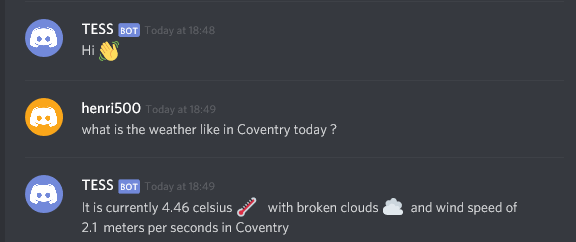 TESS BOT Today at 18:48
Hi 👋
henri500 Today at 18:49
what is the weather like in Coventry today ?
TESS BOT Today at 18:49
It is currently 4.46 celsius 🌡️ with broken clouds ☁️ and wind speed of
2.1 meters per seconds in Coventry